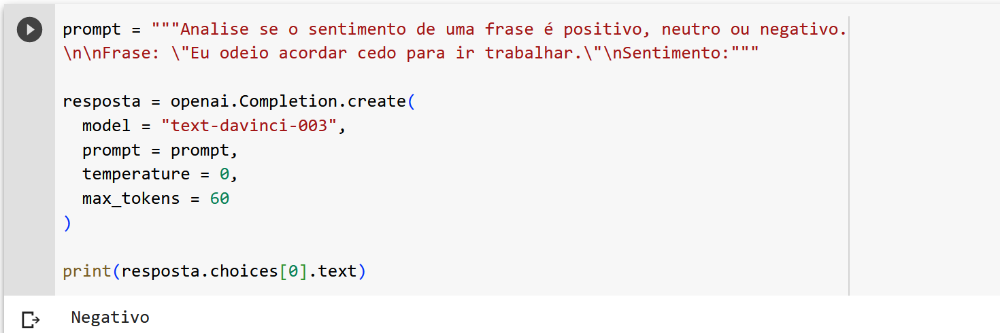 prompt = """Analise se o sentimento de uma frase é positivo, neutro ou negativo.
\n\nFrase: \"Eu odeio acordar cedo para ir trabalhar.\"\nSentimento:"""
resposta = openai.Completion.create(
  model = "text-davinci-003",
  prompt = prompt,
  temperature = 0,
  max_tokens = 60
)
print(resposta.choices[0].text)
Negativo